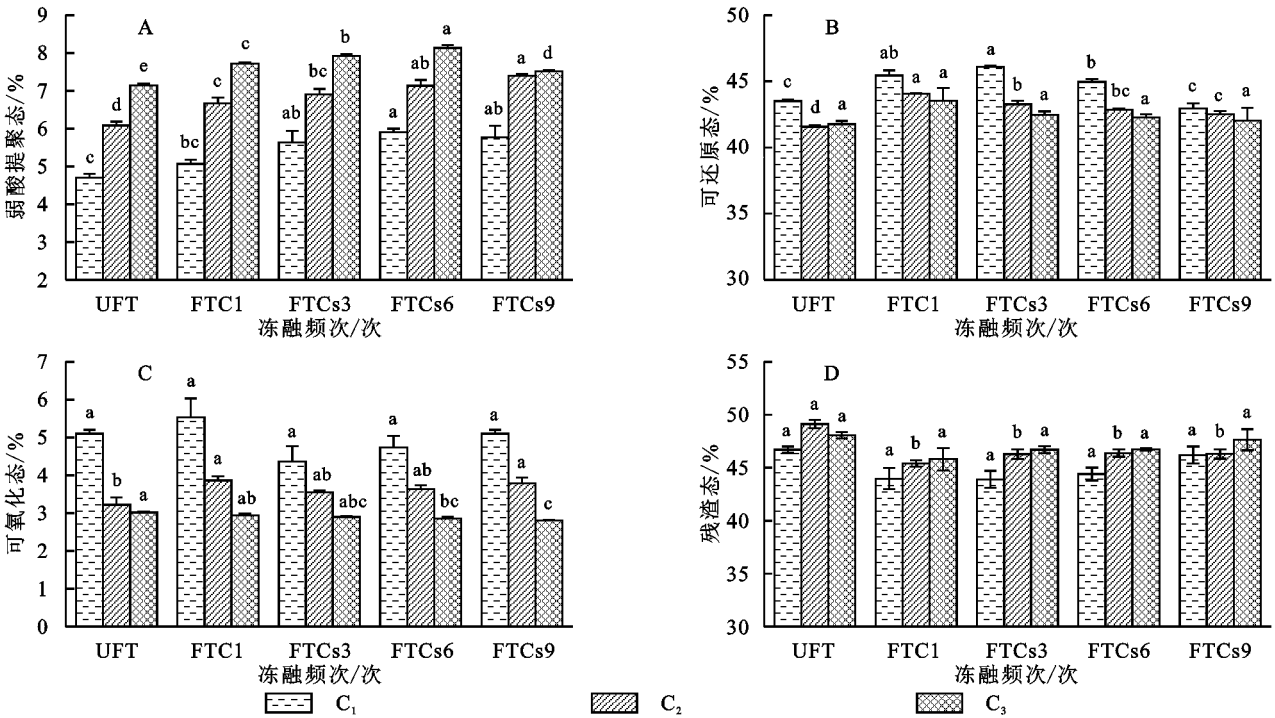 A
9
8
7
6
5
4
3
2
弱酸提聚态/%
c d e
bc c c
ab bc b
a ab a
ab a d
UFT FTC1 FTCs3 FTCs6 FTCs9
冻融频次/次
B
50
45
40
35
30
可还原态/%
c d a
ab a a
a b a
b bc a
c c a
UFT FTC1 FTCs3 FTCs6 FTCs9
冻融频次/次
C
7
6
5
4
3
2
1
0
可氧化态/%
a b a
a a ab
a ab abc
a ab bc
a a c
UFT FTC1 FTCs3 FTCs6 FTCs9
冻融频次/次
D
55
50
45
40
35
30
残渣态/%
a a a
a b a
a b a
a b a
a b a
UFT FTC1 FTCs3 FTCs6 FTCs9
冻融频次/次
C₁ C₂ C₃